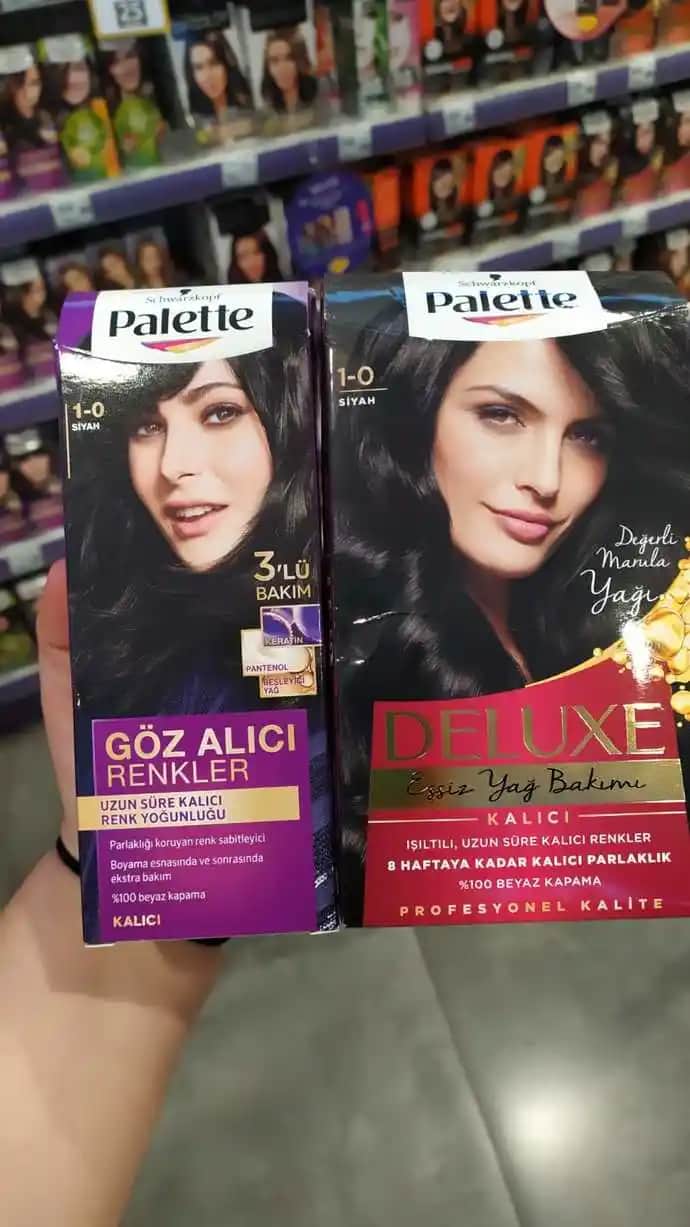 25
Schwarzkopf
Palette
1-0
SİYAH
3'LÜ
BAKIM
KERATİN
PANTENOL
BESLEYİCİ
YAĞ
GÖZ ALICI
RENKLER
UZUN SÜRE KALICI
RENK YOĞUNLUĞU
Parlaklığı koruyan renk sabitleyici
Boyama esnasında ve sonrasında
ekstra bakım
%100 beyaz kapama
KALICI
Schwarzkopf
Palette
1-0
SİYAH
Değerli
Marula
Yağı
DELUXE
Eşsiz Yağ Bakımı
KALICI
IŞILTILI, UZUN SÜRE KALICI RENKLER
8 HAFTAYA KADAR KALICI PARLAKLIK
%100 BEYAZ KAPAMA
PROFESYONEL KALİTE